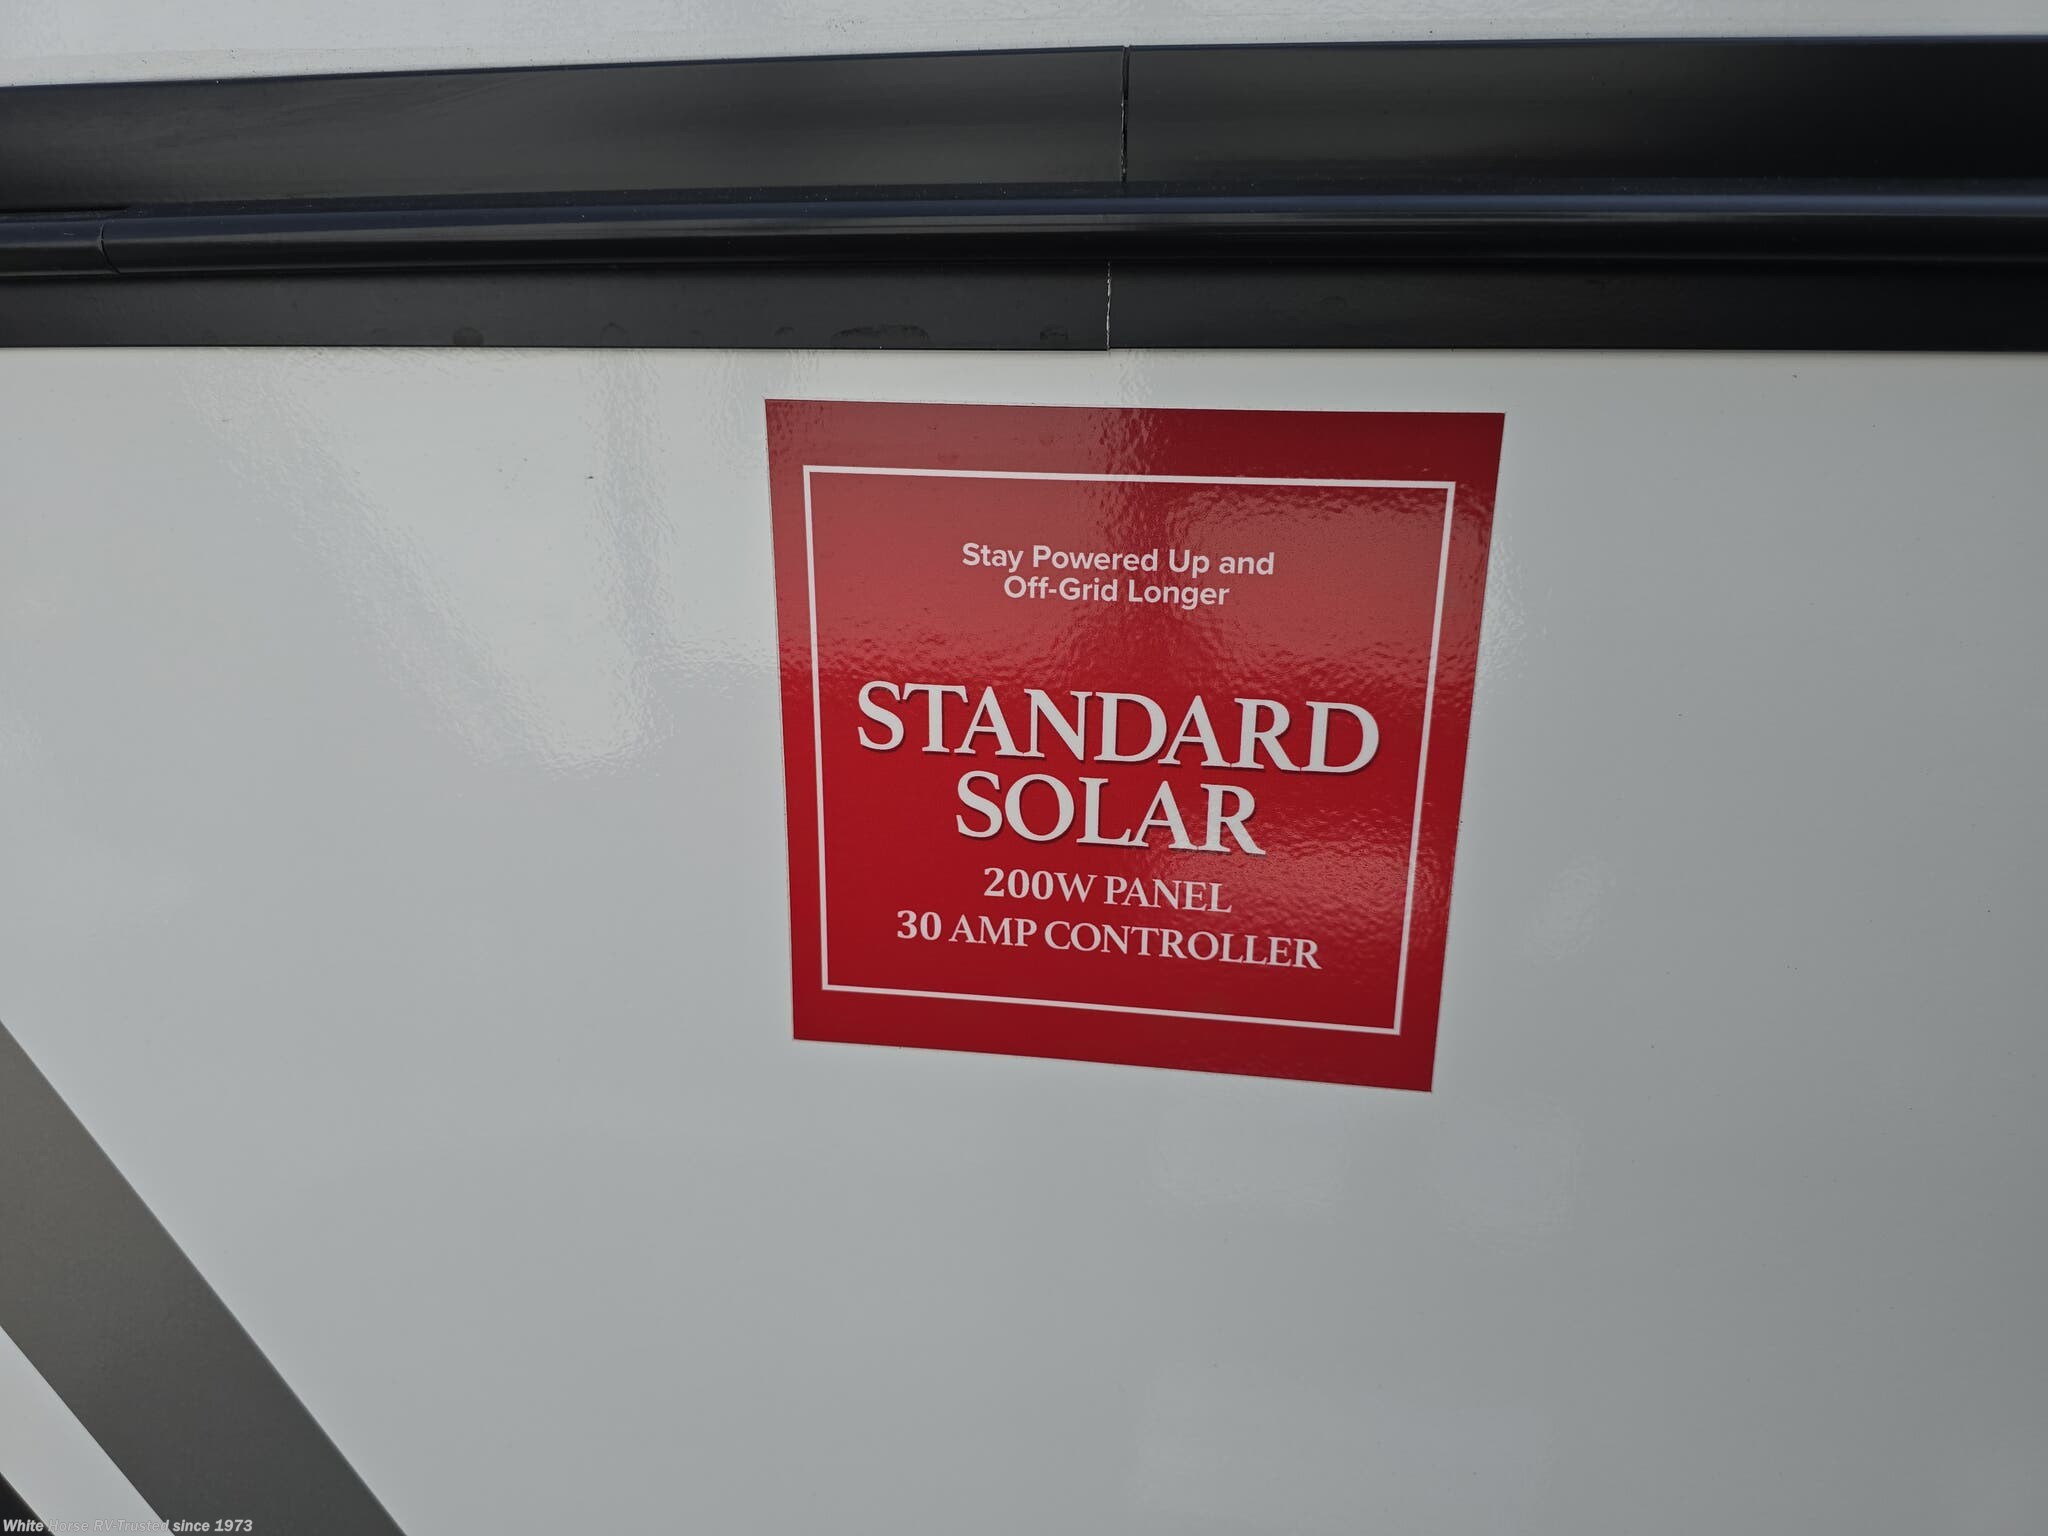 Stay Powered Up and
Off-Grid Longer
STANDARD
SOLAR
200W PANEL
30 AMP CONTROLLER
White Horse RV-Trusted since 1973